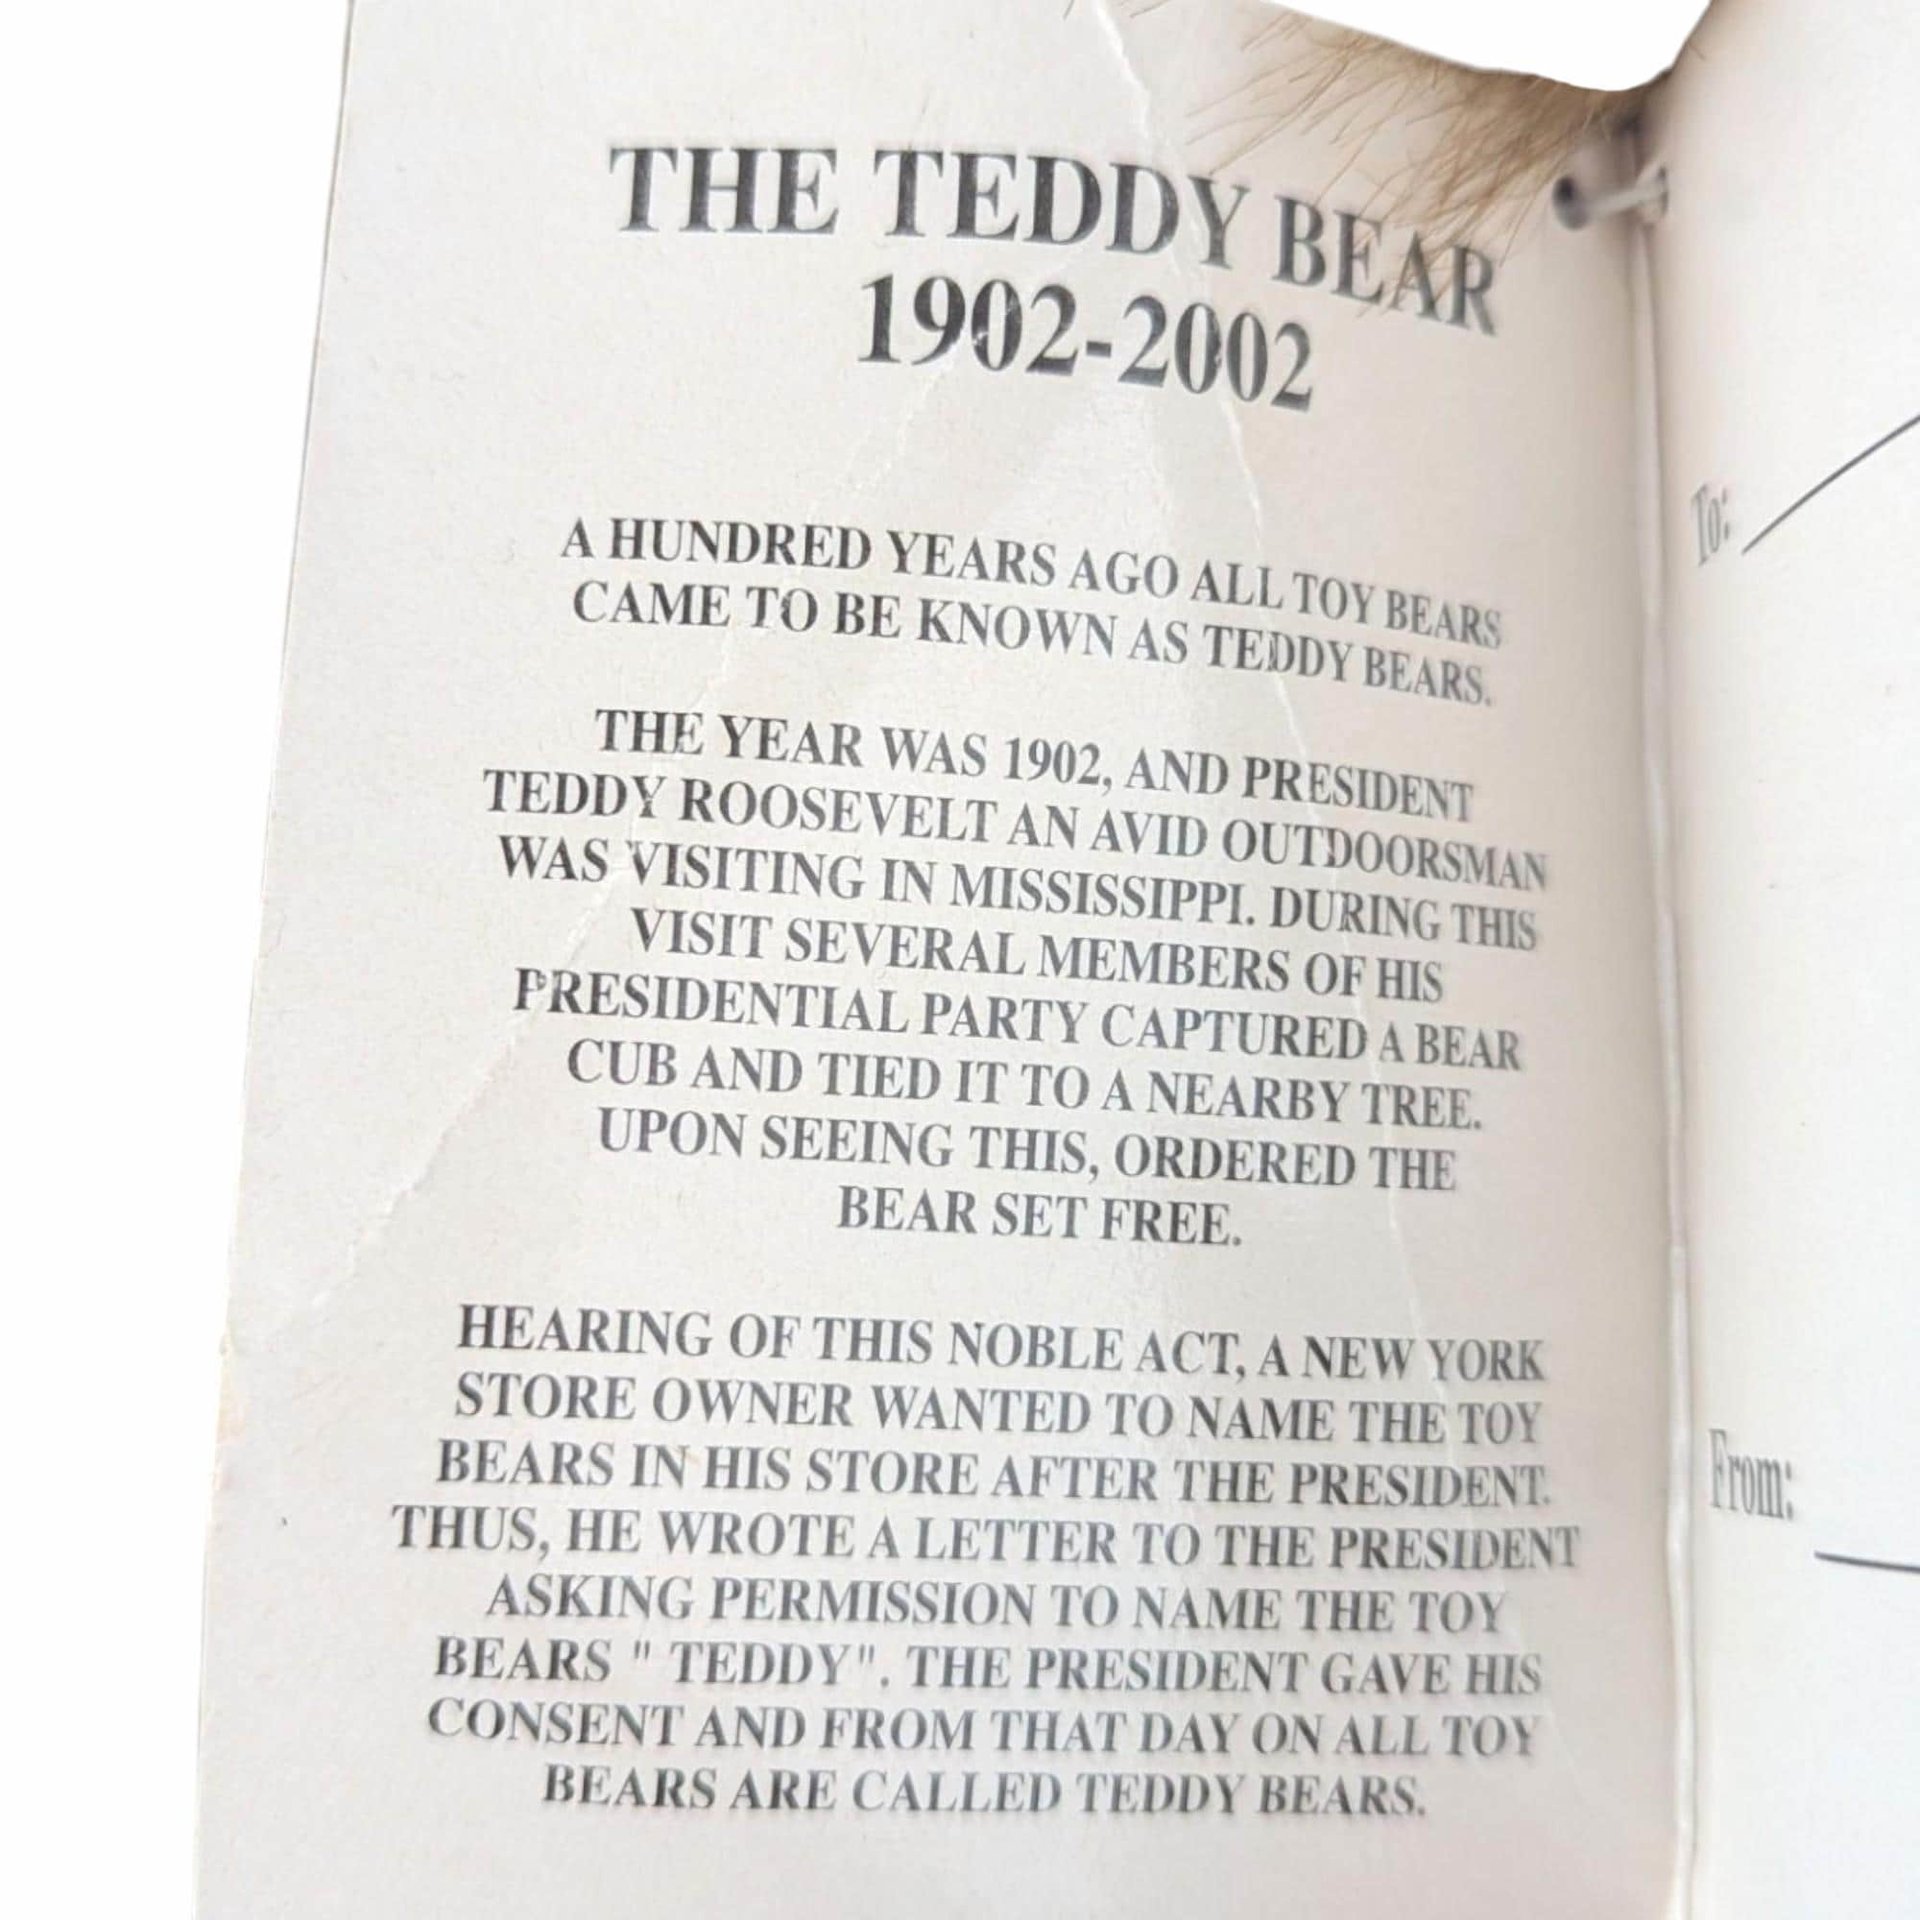 THE TEDDY BEAR
1902-2002
A HUNDRED YEARS AGO ALL TOY BEARS
CAME TO BE KNOWN AS TEDDY BEARS.
THE YEAR WAS 1902, AND PRESIDENT
TEDDY ROOSEVELT AN AVID OUTDOORSMAN
WAS VISITING IN MISSISSIPPI. DURING THIS
VISIT SEVERAL MEMBERS OF HIS
PRESIDENTIAL PARTY CAPTURED A BEAR
CUB AND TIED IT TO A NEARBY TREE.
UPON SEEING THIS, ORDERED THE
BEAR SET FREE.
HEARING OF THIS NOBLE ACT, A NEW YORK
STORE OWNER WANTED TO NAME THE TOY
BEARS IN HIS STORE AFTER THE PRESIDENT.
THUS, HE WROTE A LETTER TO THE PRESIDENT
ASKING PERMISSION TO NAME THE TOY
BEARS " TEDDY". THE PRESIDENT GAVE HIS
CONSENT AND FROM THAT DAY ON ALL TOY
BEARS ARE CALLED TEDDY BEARS.
To:
From: